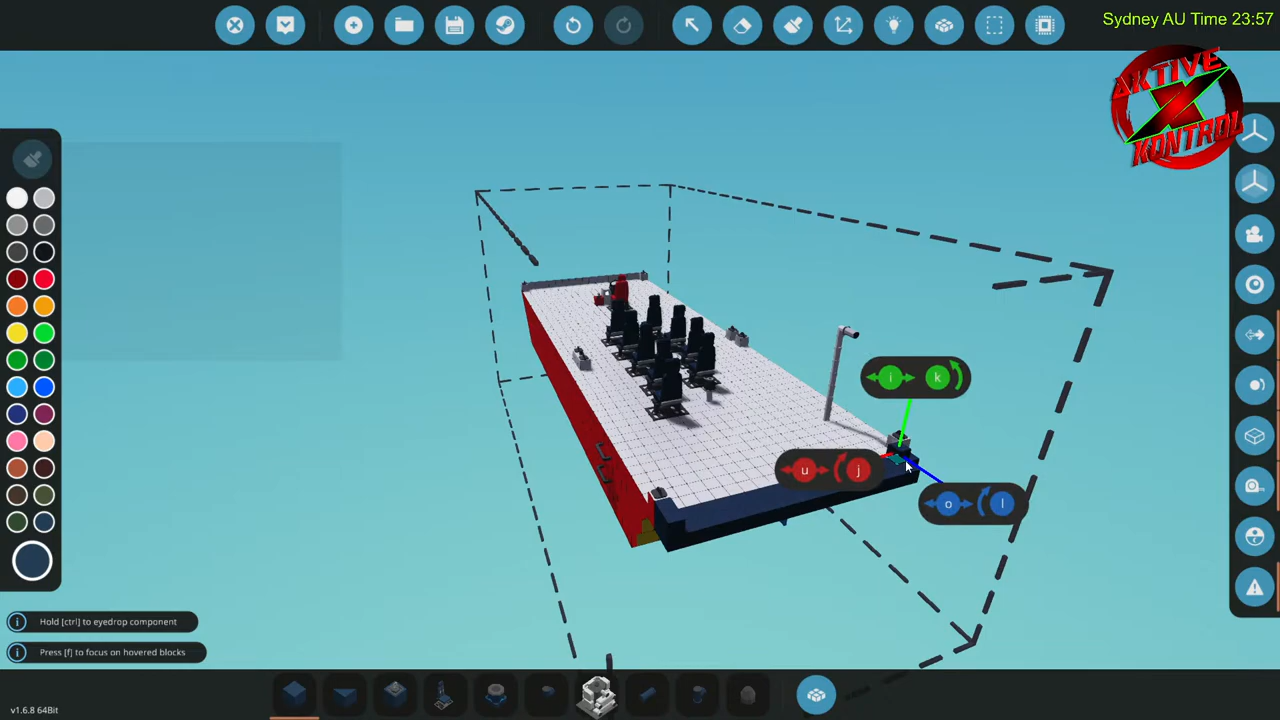 Sydney AU Time 23:57
AKTIVE
X
KONTROL
i
k
u
j
o
l
Hold [ctrl] to eyedrop component
Press [f] to focus on hovered blocks
v1.6.8 64Bit